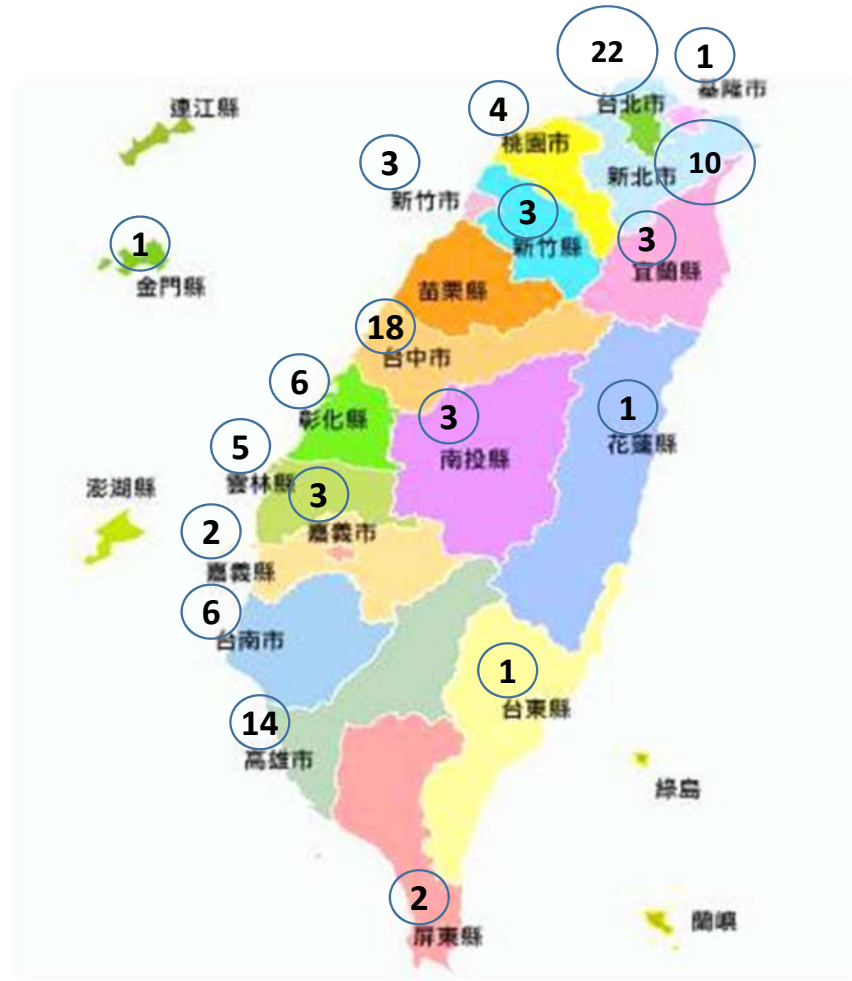 22
1
台北市
基隆市
連江縣
4
桃園市
3
10
新北市
新竹市
3
新竹縣
3
宜蘭縣
1
金門縣
苗栗縣
18
台中市
6
彰化縣
3
南投縣
1
花蓮縣
5
雲林縣
3
嘉義市
澎湖縣
2
嘉義縣
6
台南市
1
台東縣
14
高雄市
綠島
2
屏東縣
蘭嶼